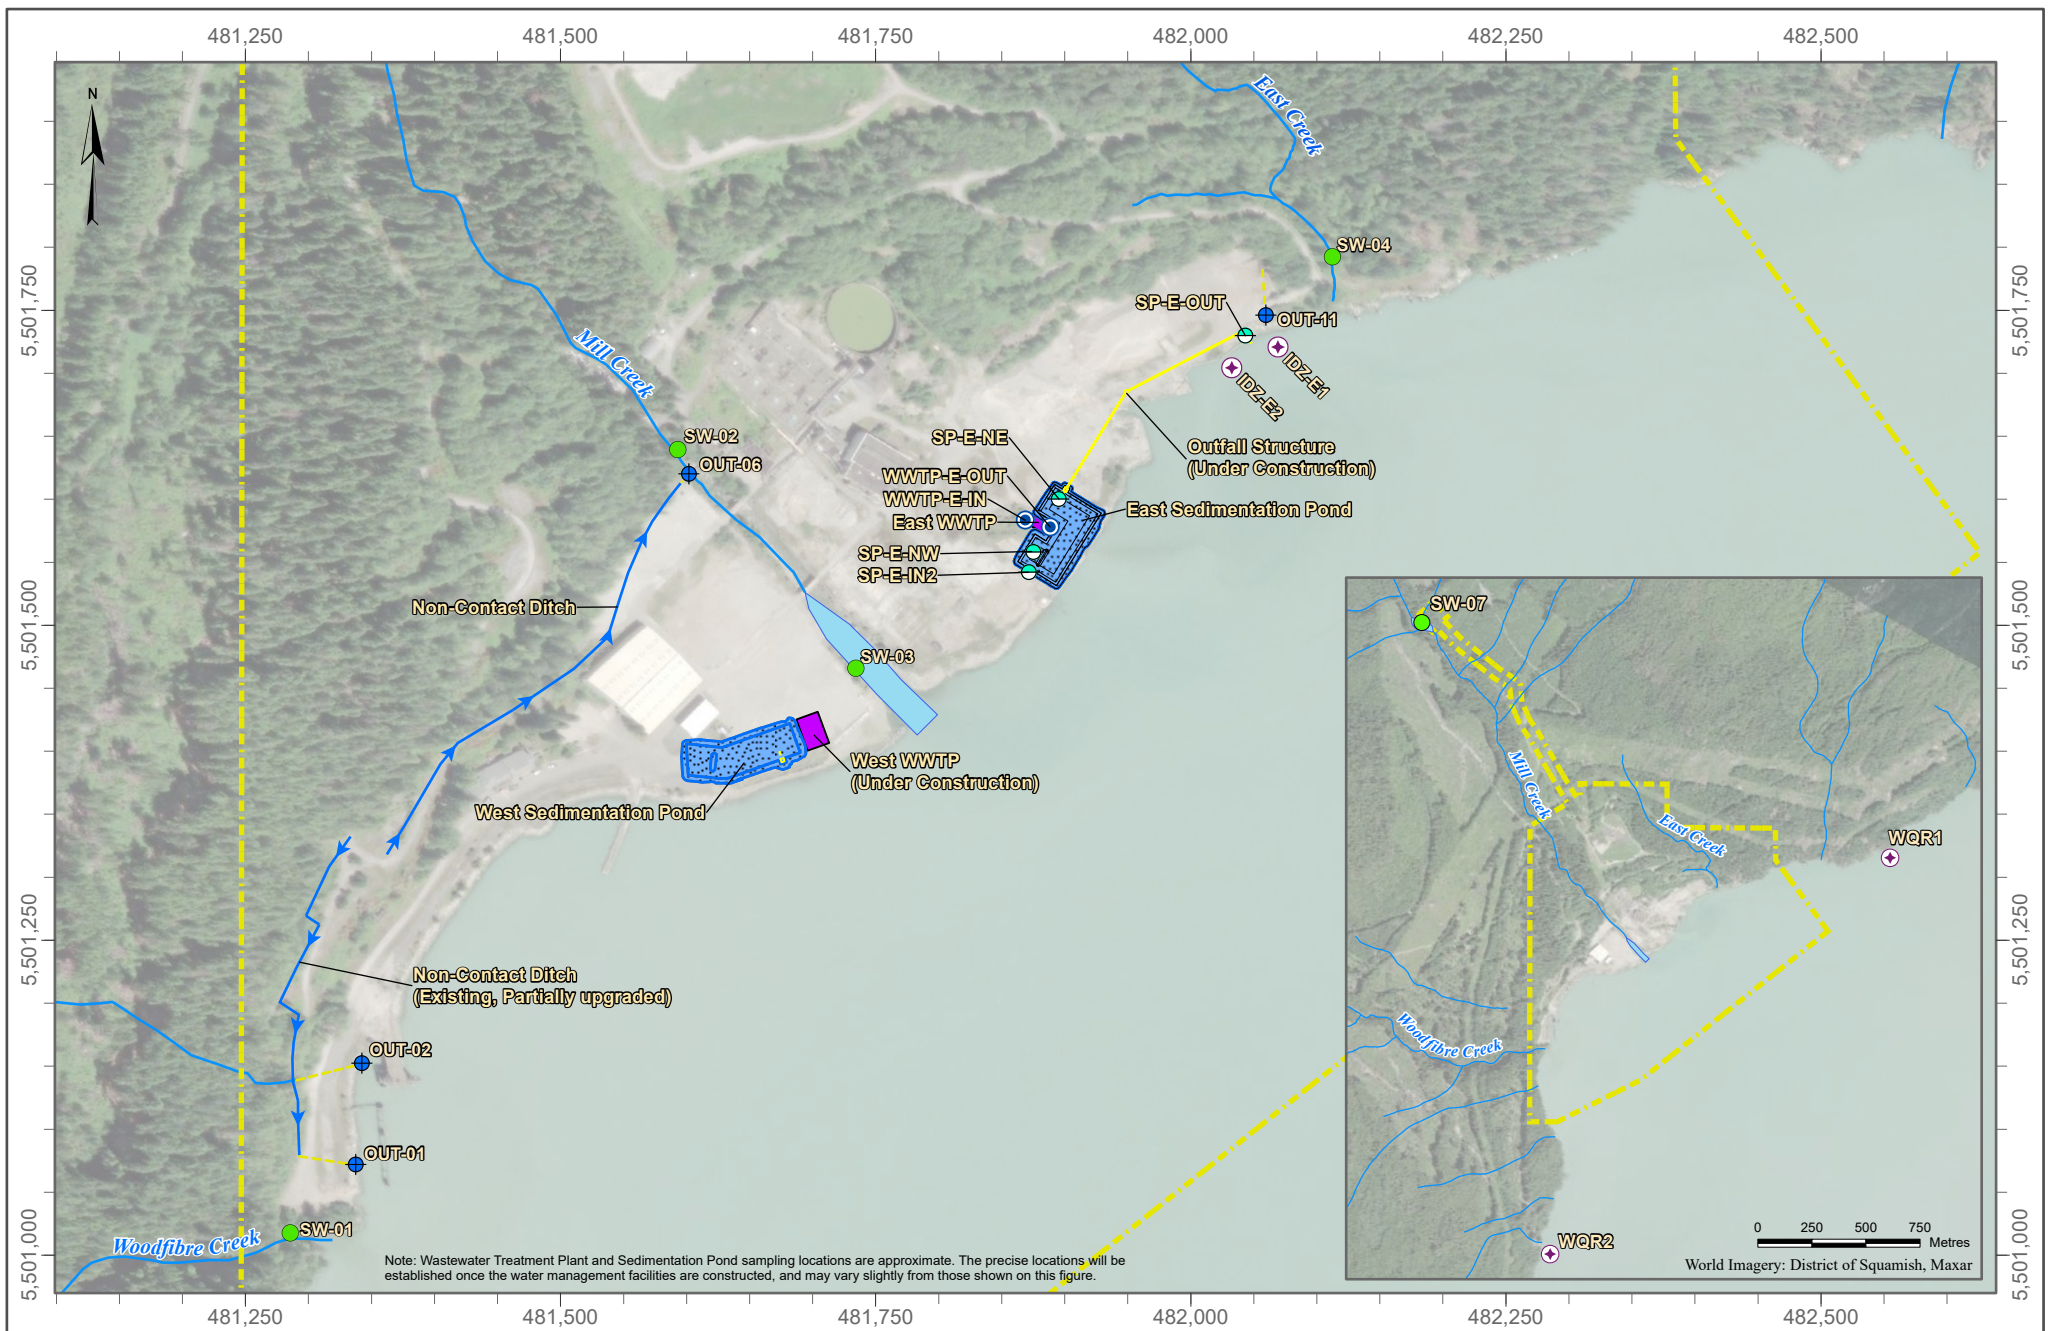 481,250
481,500
481,750
482,000
482,250
482,500
N
East Creek
SW-04
5,501,750
5,501,750
SP-E-OUT
OUT-11
IDZ-E1
IDZ-E2
Mill Creek
SW-02
OUT-06
SP-E-NE
Outfall Structure
(Under Construction)
WWTP-E-OUT
WWTP-E-IN
East WWTP
East Sedimentation Pond
SP-E-NW
SP-E-IN2
Non-Contact Ditch
5,501,500
5,501,500
SW-03
West WWTP
(Under Construction)
West Sedimentation Pond
5,501,250
5,501,250
Non-Contact Ditch
(Existing, Partially upgraded)
OUT-02
OUT-01
SW-01
Woodfibre Creek
5,501,000
5,501,000
Note: Wastewater Treatment Plant and Sedimentation Pond sampling locations are approximate. The precise locations will be
established once the water management facilities are constructed, and may vary slightly from those shown on this figure.
SW-07
Mill Creek
East Creek
WQR1
Woodfibre Creek
WQR2
0 250 500 750
Metres
World Imagery: District of Squamish, Maxar
481,250
481,500
481,750
482,000
482,250
482,500